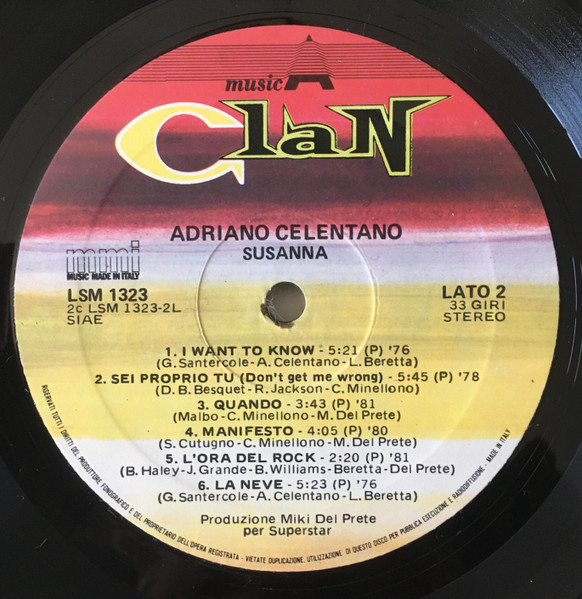 music A
Clan
ADRIANO CELENTANO
SUSANNA
MUSIC MADE IN ITALY
LSM 1323
2c LSM 1323-2L
SIAE
LATO 2
33 GIRI
STEREO
1. I WANT TO KNOW - 5:21 (P) '76
(G. Santercole - A. Celentano - L. Beretta)
2. SEI PROPRIO TU (Don't get me wrong) - 5:45 (P) '78
(D. B. Besquet - R. Jackson - C. Minellono)
3. QUANDO - 3:43 (P) '81
(Malbo - C. Minellono - M. Del Prete)
4. MANIFESTO - 4:05 (P) '80
(S. Cutugno - C. Minellono - M. Del Prete)
5. L'ORA DEL ROCK - 2:20 (P) '81
(B. Haley - J. Grande - B. Williams - Beretta - Del Prete)
6. LA NEVE - 5:23 (P) '76
(G. Santercole - A. Celentano - L. Beretta)
Produzione Miki Del Prete
per Superstar
RISERVATI TUTTI I DIRITTI DEL PRODUTTORE FONOGRAFICO E DEL PROPRIETARIO DELL'OPERA REGISTRATA - VIETATE DUPLICAZIONE, UTILIZZAZIONE DI QUESTO DISCO PER PUBBLICA ESECUZIONE E RADIODIFFUSIONE. - MADE IN ITALY